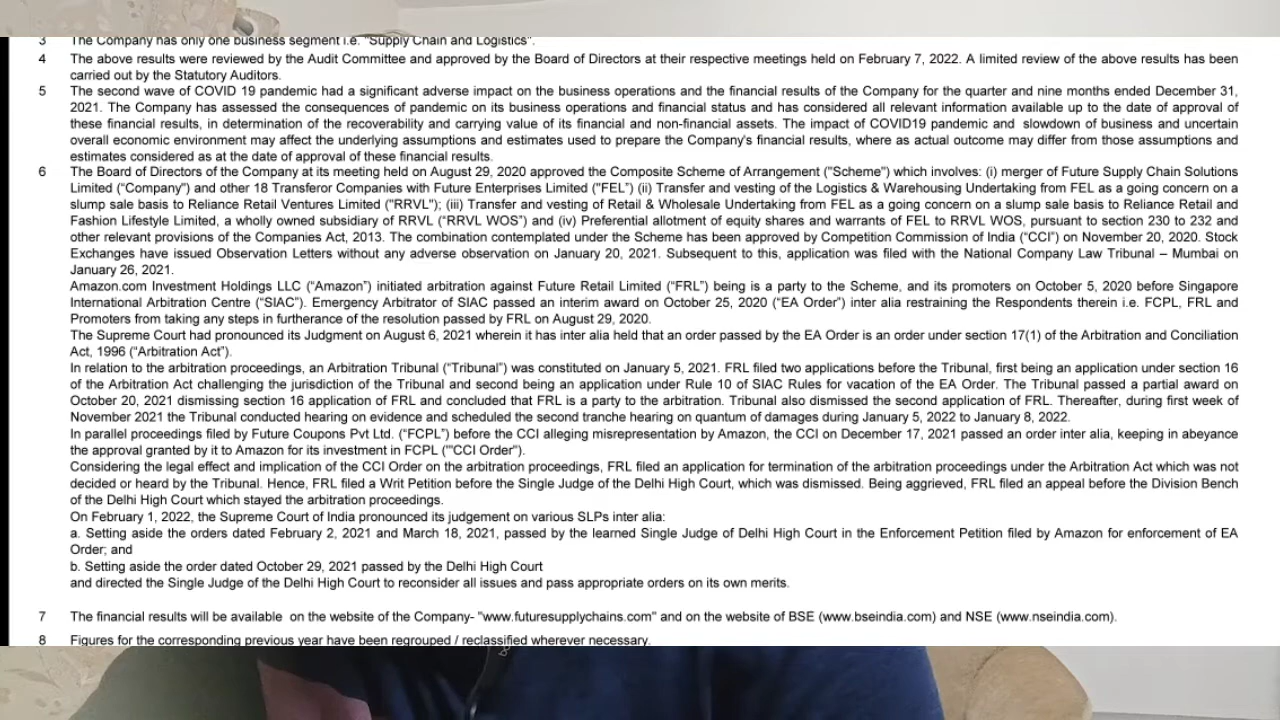 3 The Company has only one business segment i.e. "Supply Chain and Logistics".
4 The above results were reviewed by the Audit Committee and approved by the Board of Directors at their respective meetings held on February 7, 2022. A limited review of the above results has been
carried out by the Statutory Auditors.
5 The second wave of COVID 19 pandemic had a significant adverse impact on the business operations and the financial results of the Company for the quarter and nine months ended December 31,
2021. The Company has assessed the consequences of pandemic on its business operations and financial status and has considered all relevant information available up to the date of approval of
these financial results, in determination of the recoverability and carrying value of its financial and non-financial assets. The impact of COVID19 pandemic and slowdown of business and uncertain
overall economic environment may affect the underlying assumptions and estimates used to prepare the Company's financial results, where as actual outcome may differ from those assumptions and
estimates considered as at the date of approval of these financial results.
6 The Board of Directors of the Company at its meeting held on August 29, 2020 approved the Composite Scheme of Arrangement ("Scheme") which involves: (i) merger of Future Supply Chain Solutions
Limited (“Company”) and other 18 Transferor Companies with Future Enterprises Limited ("FEL”) (ii) Transfer and vesting of the Logistics & Warehousing Undertaking from FEL as a going concern on a
slump sale basis to Reliance Retail Ventures Limited ("RRVL"); (iii) Transfer and vesting of Retail & Wholesale Undertaking from FEL as a going concern on a slump sale basis to Reliance Retail and
Fashion Lifestyle Limited, a wholly owned subsidiary of RRVL (“RRVL WOS”) and (iv) Preferential allotment of equity shares and warrants of FEL to RRVL WOS, pursuant to section 230 to 232 and
other relevant provisions of the Companies Act, 2013. The combination contemplated under the Scheme has been approved by Competition Commission of India (“CCI”) on November 20, 2020. Stock
Exchanges have issued Observation Letters without any adverse observation on January 20, 2021. Subsequent to this, application was filed with the National Company Law Tribunal – Mumbai on
January 26, 2021.
Amazon.com Investment Holdings LLC (“Amazon”) initiated arbitration against Future Retail Limited (“FRL”) being is a party to the Scheme, and its promoters on October 5, 2020 before Singapore
International Arbitration Centre (“SIAC”). Emergency Arbitrator of SIAC passed an interim award on October 25, 2020 (“EA Order”) inter alia restraining the Respondents therein i.e. FCPL, FRL and
Promoters from taking any steps in furtherance of the resolution passed by FRL on August 29, 2020.
The Supreme Court had pronounced its Judgment on August 6, 2021 wherein it has inter alia held that an order passed by the EA Order is an order under section 17(1) of the Arbitration and Conciliation
Act, 1996 (“Arbitration Act”).
In relation to the arbitration proceedings, an Arbitration Tribunal (“Tribunal”) was constituted on January 5, 2021. FRL filed two applications before the Tribunal, first being an application under section 16
of the Arbitration Act challenging the jurisdiction of the Tribunal and second being an application under Rule 10 of SIAC Rules for vacation of the EA Order. The Tribunal passed a partial award on
October 20, 2021 dismissing section 16 application of FRL and concluded that FRL is a party to the arbitration. Tribunal also dismissed the second application of FRL. Thereafter, during first week of
November 2021 the Tribunal conducted hearing on evidence and scheduled the second tranche hearing on quantum of damages during January 5, 2022 to January 8, 2022.
In parallel proceedings filed by Future Coupons Pvt Ltd. (“FCPL”) before the CCI alleging misrepresentation by Amazon, the CCI on December 17, 2021 passed an order inter alia, keeping in abeyance
the approval granted by it to Amazon for its investment in FCPL (“"CCI Order”).
Considering the legal effect and implication of the CCI Order on the arbitration proceedings, FRL filed an application for termination of the arbitration proceedings under the Arbitration Act which was not
decided or heard by the Tribunal. Hence, FRL filed a Writ Petition before the Single Judge of the Delhi High Court, which was dismissed. Being aggrieved, FRL filed an appeal before the Division Bench
of the Delhi High Court which stayed the arbitration proceedings.
On February 1, 2022, the Supreme Court of India pronounced its judgement on various SLPs inter alia:
a. Setting aside the orders dated February 2, 2021 and March 18, 2021, passed by the learned Single Judge of Delhi High Court in the Enforcement Petition filed by Amazon for enforcement of EA
Order; and
b. Setting aside the order dated October 29, 2021 passed by the Delhi High Court
and directed the Single Judge of the Delhi High Court to reconsider all issues and pass appropriate orders on its own merits.
7 The financial results will be available on the website of the Company- "www.futuresupplychains.com" and on the website of BSE (www.bseindia.com) and NSE (www.nseindia.com).
8 Figures for the corresponding previous year have been regrouped / reclassified wherever necessary.